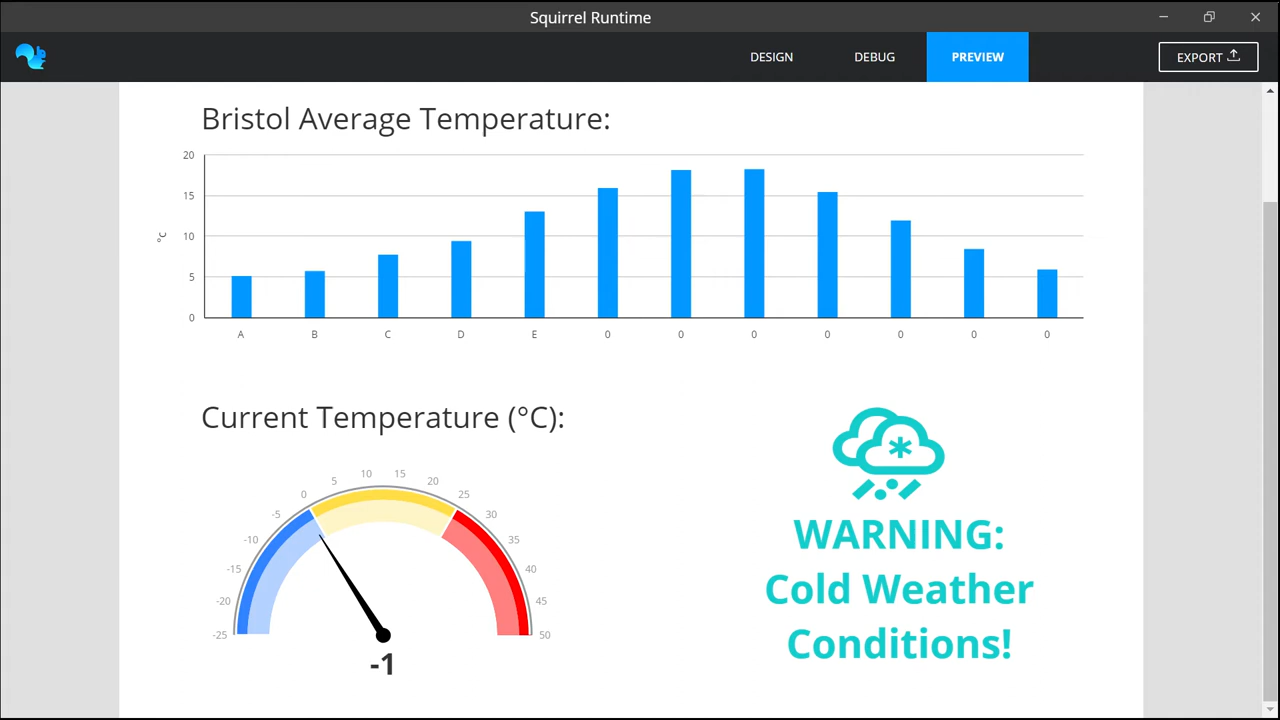 Squirrel Runtime
DESIGN DEBUG PREVIEW EXPORT
Bristol Average Temperature:
20
15
10
5
0
°C
A B C D E 0 0 0 0 0 0 0
Current Temperature (°C):
-25 -20 -15 -10 -5 0 5 10 15 20 25 30 35 40 45 50
-1
WARNING:
Cold Weather
Conditions!